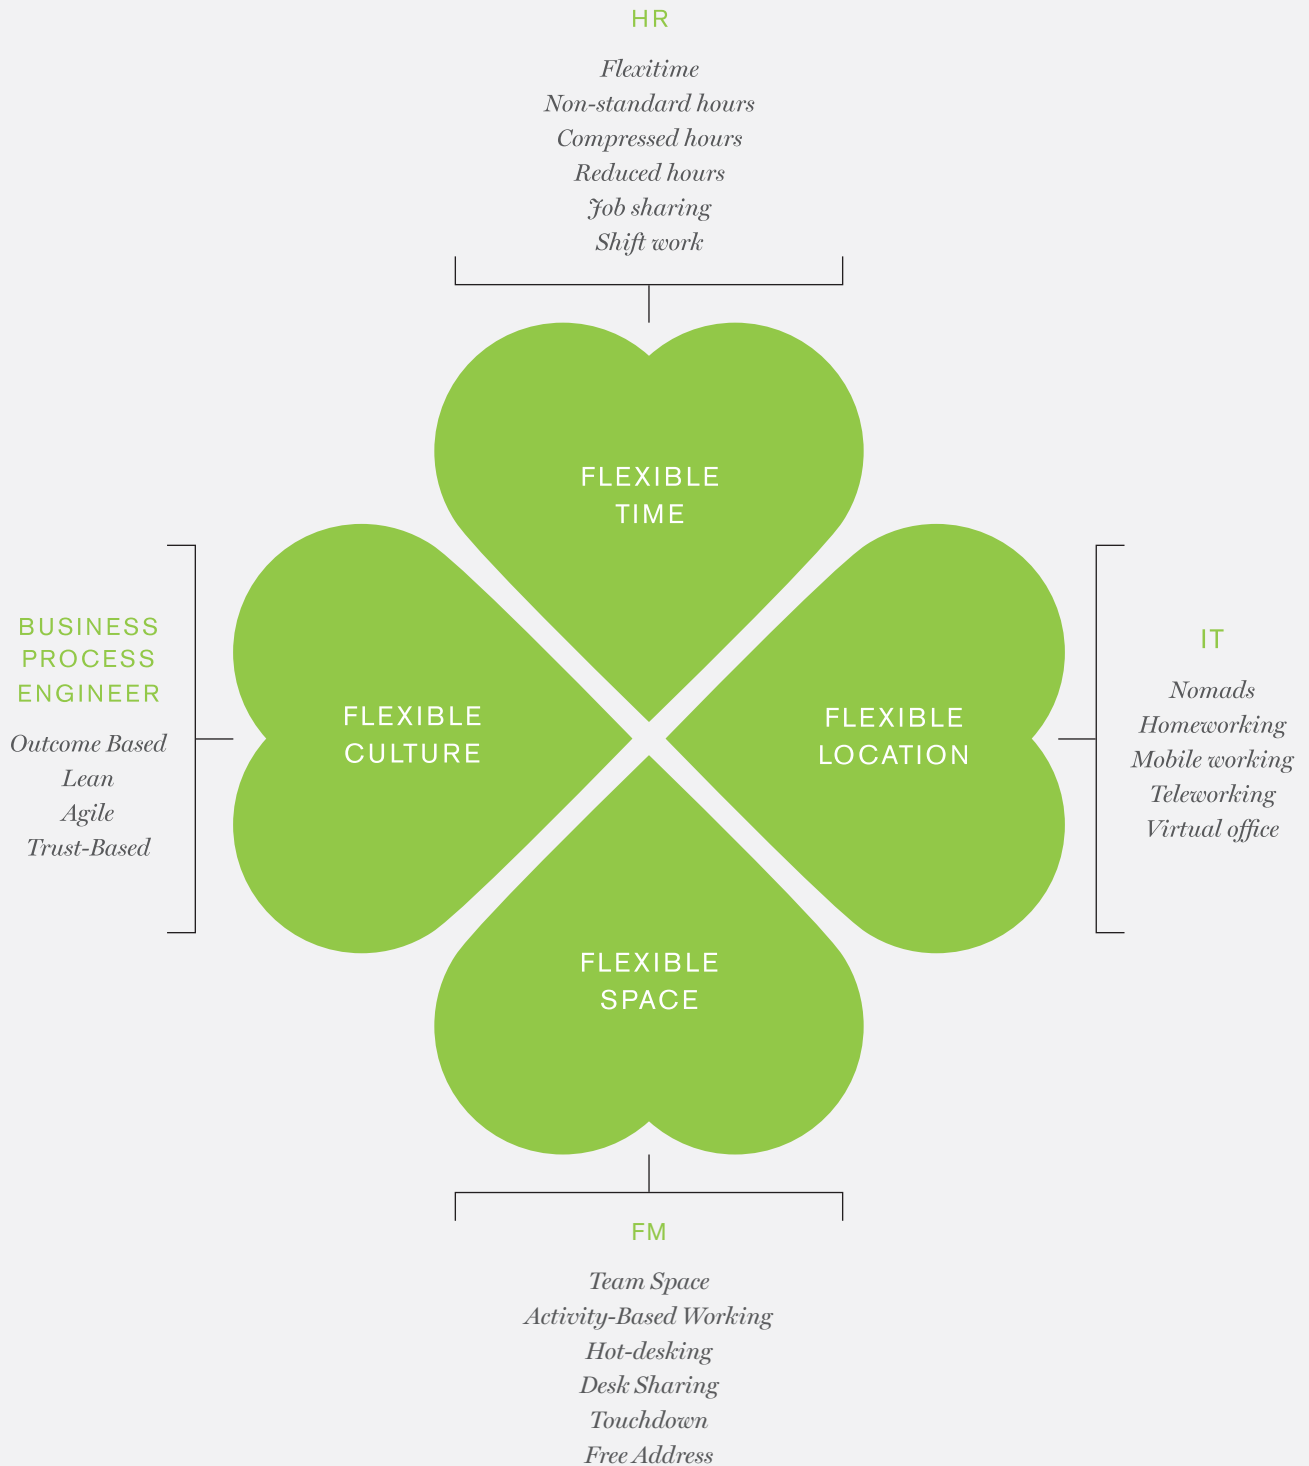 HR
Flexitime
Non-standard hours
Compressed hours
Reduced hours
Job sharing
Shift work
FLEXIBLE
TIME
BUSINESS
PROCESS
ENGINEER
Outcome Based
Lean
Agile
Trust-Based
FLEXIBLE
CULTURE
FLEXIBLE
LOCATION
IT
Nomads
Homeworking
Mobile working
Teleworking
Virtual office
FLEXIBLE
SPACE
FM
Team Space
Activity-Based Working
Hot-desking
Desk Sharing
Touchdown
Free Address